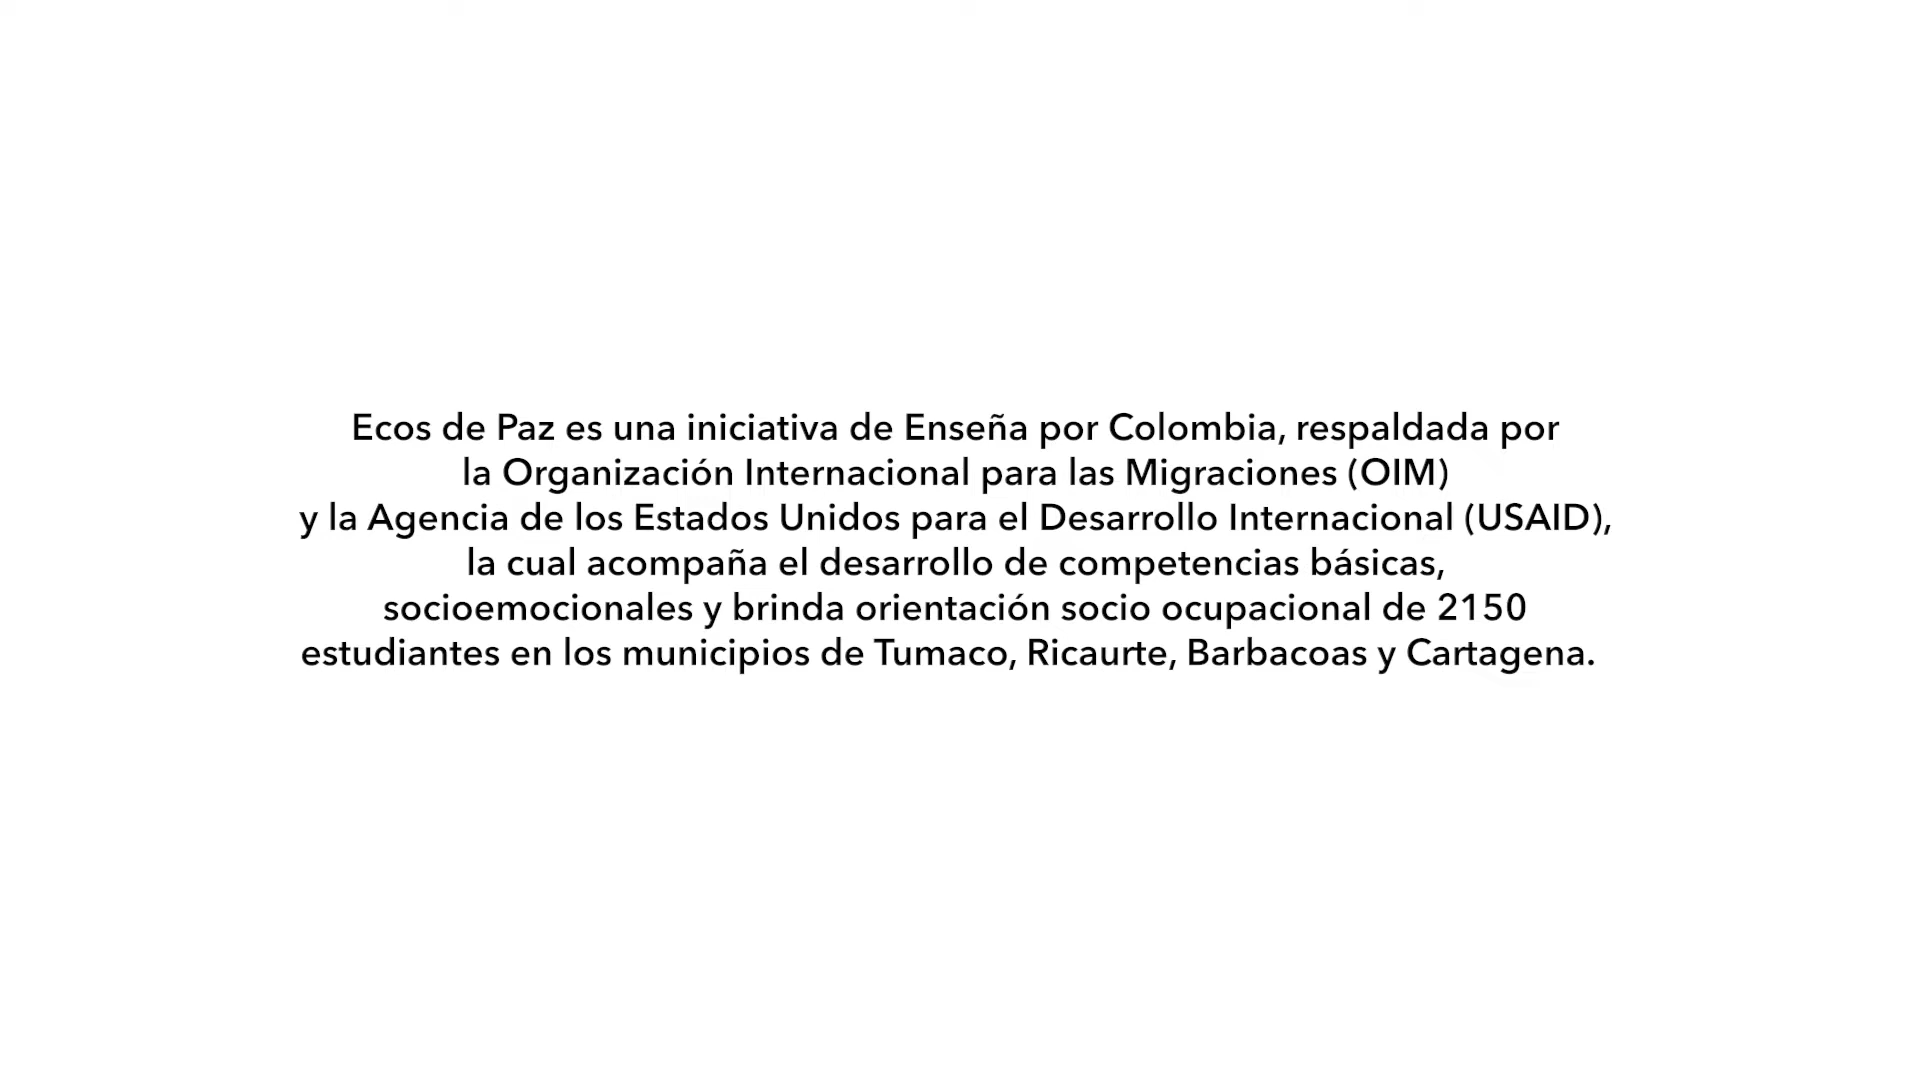 Ecos de Paz es una iniciativa de Enseña por Colombia, respaldada por
la Organización Internacional para las Migraciones (OIM)
y la Agencia de los Estados Unidos para el Desarrollo Internacional (USAID),
la cual acompaña el desarrollo de competencias básicas,
socioemocionales y brinda orientación socio ocupacional de 2150
estudiantes en los municipios de Tumaco, Ricaurte, Barbacoas y Cartagena.